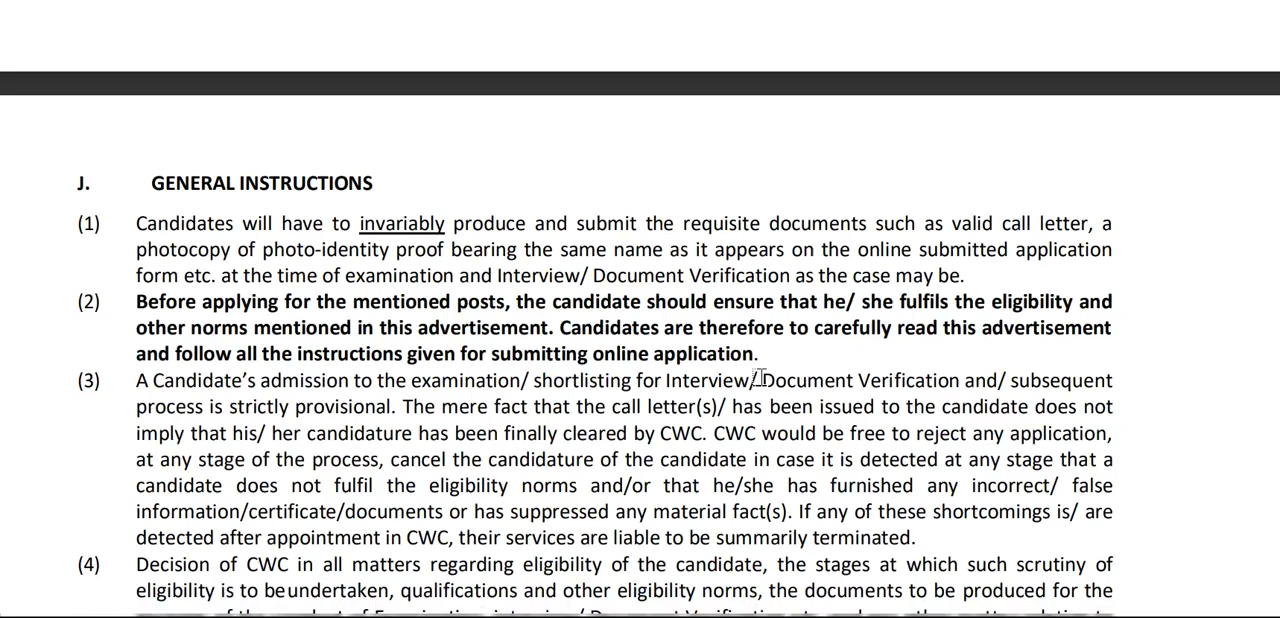 J. GENERAL INSTRUCTIONS
(1) Candidates will have to invariably produce and submit the requisite documents such as valid call letter, a
photocopy of photo-identity proof bearing the same name as it appears on the online submitted application
form etc. at the time of examination and Interview/ Document Verification as the case may be.
(2) Before applying for the mentioned posts, the candidate should ensure that he/ she fulfils the eligibility and
other norms mentioned in this advertisement. Candidates are therefore to carefully read this advertisement
and follow all the instructions given for submitting online application.
(3) A Candidate’s admission to the examination/ shortlisting for Interview/ Document Verification and/ subsequent
process is strictly provisional. The mere fact that the call letter(s)/ has been issued to the candidate does not
imply that his/ her candidature has been finally cleared by CWC. CWC would be free to reject any application,
at any stage of the process, cancel the candidature of the candidate in case it is detected at any stage that a
candidate does not fulfil the eligibility norms and/or that he/she has furnished any incorrect/ false
information/certificate/documents or has suppressed any material fact(s). If any of these shortcomings is/ are
detected after appointment in CWC, their services are liable to be summarily terminated.
(4) Decision of CWC in all matters regarding eligibility of the candidate, the stages at which such scrutiny of
eligibility is to be undertaken, qualifications and other eligibility norms, the documents to be produced for the